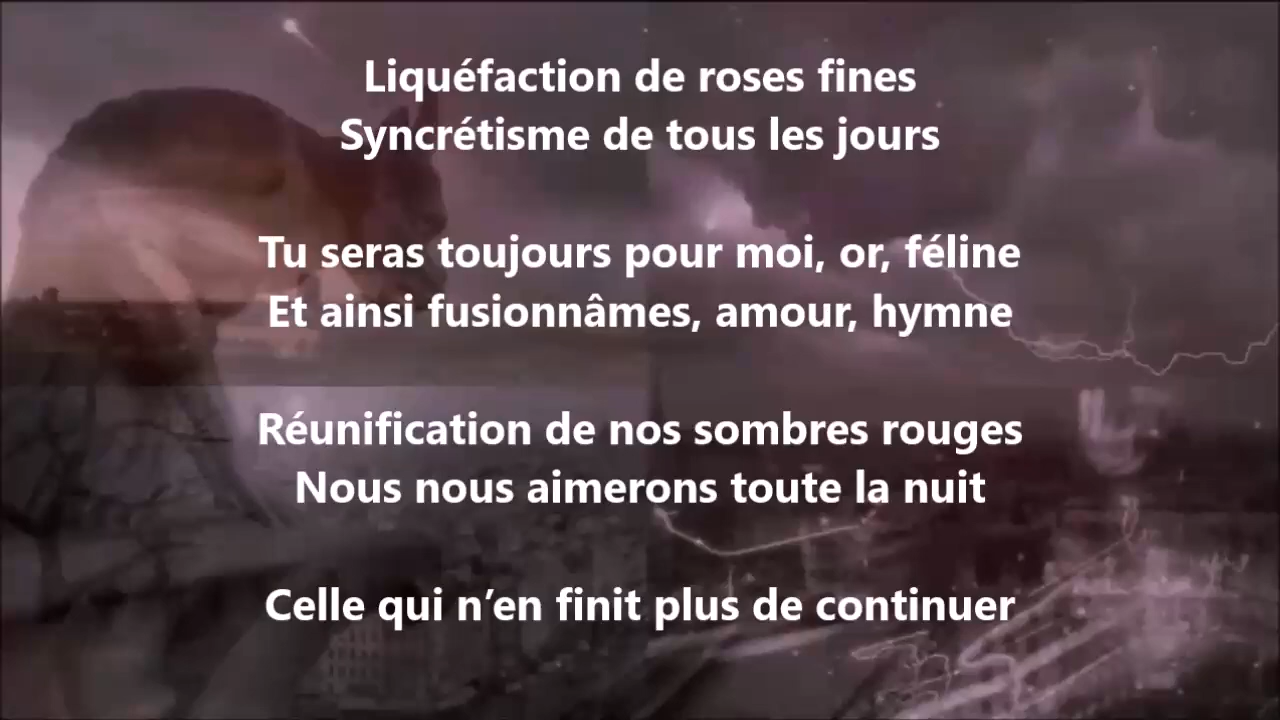 Liquéfaction de roses fines
Syncrétisme de tous les jours
Tu seras toujours pour moi, or, féline
Et ainsi fusionnâmes, amour, hymne
Réunification de nos sombres rouges
Nous nous aimerons toute la nuit
Celle qui n’en finit plus de continuer